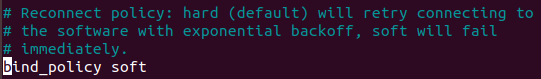 # Reconnect policy: hard (default) will retry connecting to
# the software with exponential backoff, soft will fail
# immediately.
bind_policy soft